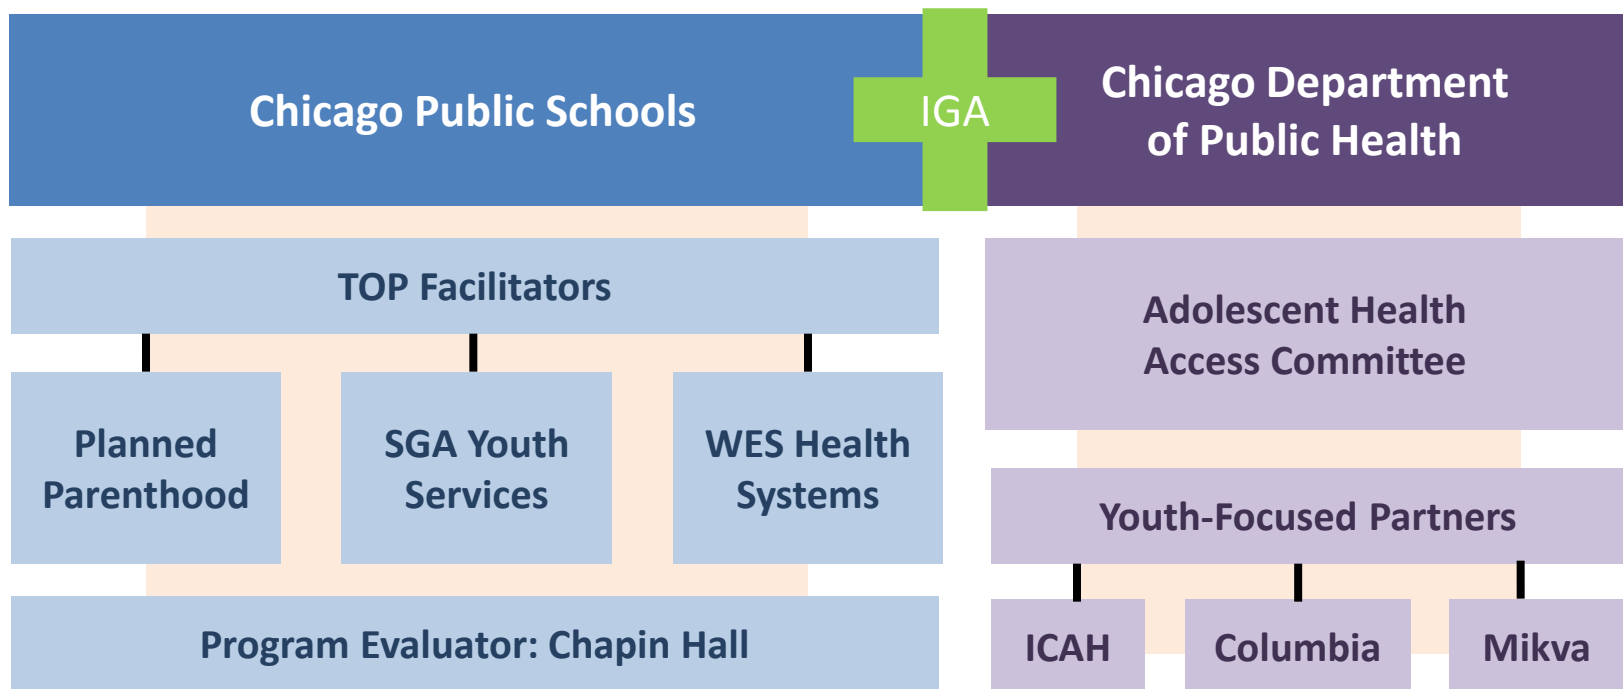 Chicago Public Schools
IGA
Chicago Department
of Public Health
TOP Facilitators
Planned
Parenthood
SGA Youth
Services
WES Health
Systems
Program Evaluator: Chapin Hall
Adolescent Health
Access Committee
Youth-Focused Partners
ICAH
Columbia
Mikva